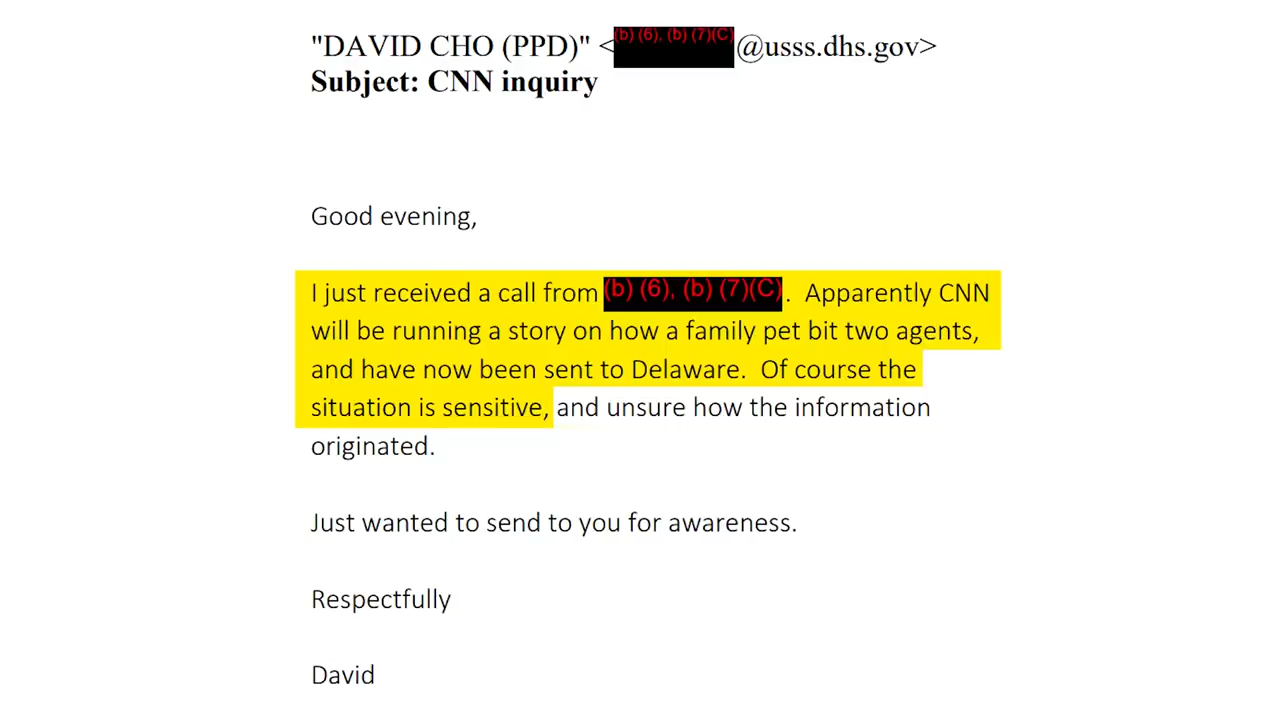 "DAVID CHO (PPD)" <(b) (6), (b) (7)(C)@usss.dhs.gov>
Subject: CNN inquiry
Good evening,
I just received a call from (b) (6), (b) (7)(C). Apparently CNN
will be running a story on how a family pet bit two agents,
and have now been sent to Delaware. Of course the
situation is sensitive, and unsure how the information
originated.
Just wanted to send to you for awareness.
Respectfully
David